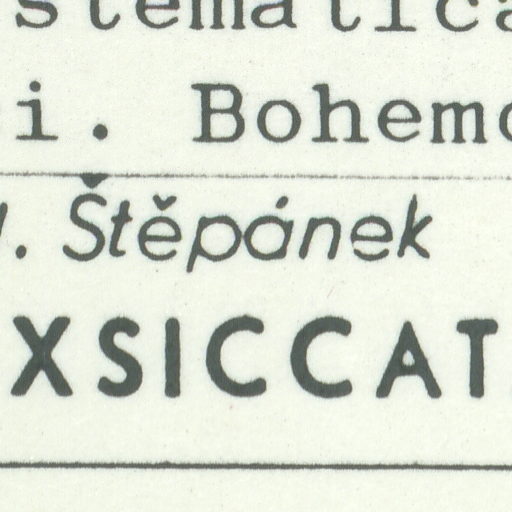 stematica
i. Bohemo
. Štěpánek
XSICCAT